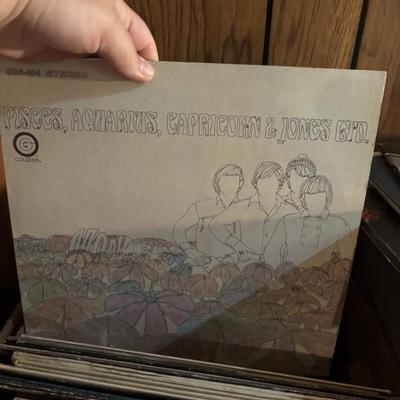 COS-104 STEREO
PISCES, AQUARIUS, CAPRICORN & JONES LTD.
COLGEMS